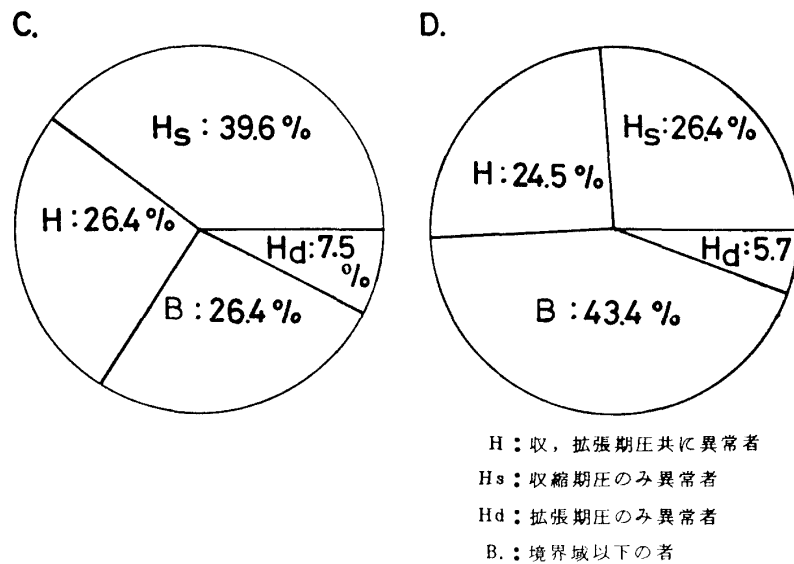 C.
Hs : 39.6 %
H : 26.4 %
Hd:7.5
%
B : 26.4 %
D.
Hs:26.4 %
H : 24.5 %
Hd:5.7
B : 43.4 %
H : 収, 拡張期圧共に異常者
Hs : 収縮期圧のみ異常者
Hd : 拡張期圧のみ異常者
B. : 境界域以下の者